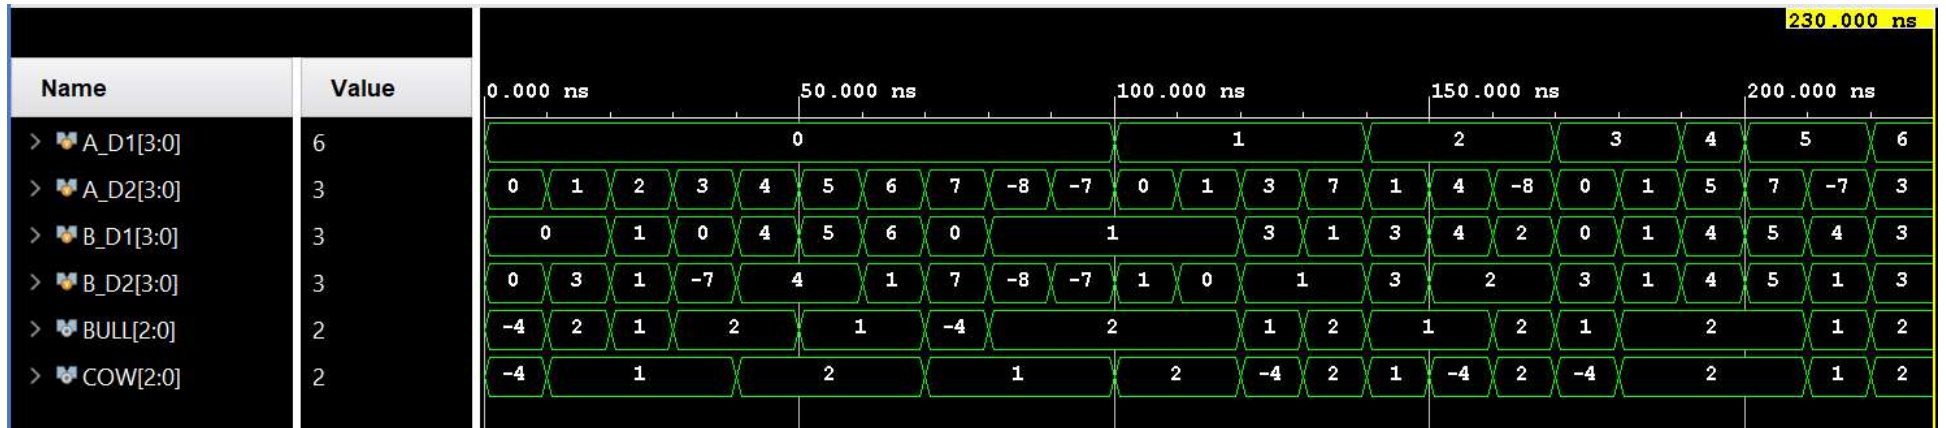 230.000 ns
Name Value 0.000 ns 50.000 ns 100.000 ns 150.000 ns 200.000 ns
A_D1[3:0] 6 0 1 2 3 4 5 6
A_D2[3:0] 3 0 1 2 3 4 5 6 7 -8 -7 0 1 3 7 1 4 -8 0 1 5 7 -7 3
B_D1[3:0] 3 0 1 0 4 5 6 0 1 3 1 3 4 2 0 1 4 5 4 3
B_D2[3:0] 3 0 3 1 -7 4 1 7 -8 -7 1 0 1 3 2 3 1 4 5 1 3
BULL[2:0] 2 -4 2 1 2 1 -4 2 1 2 1 2 1 2 1 2
COW[2:0] 2 -4 1 2 1 2 -4 2 1 -4 2 -4 2 1 2